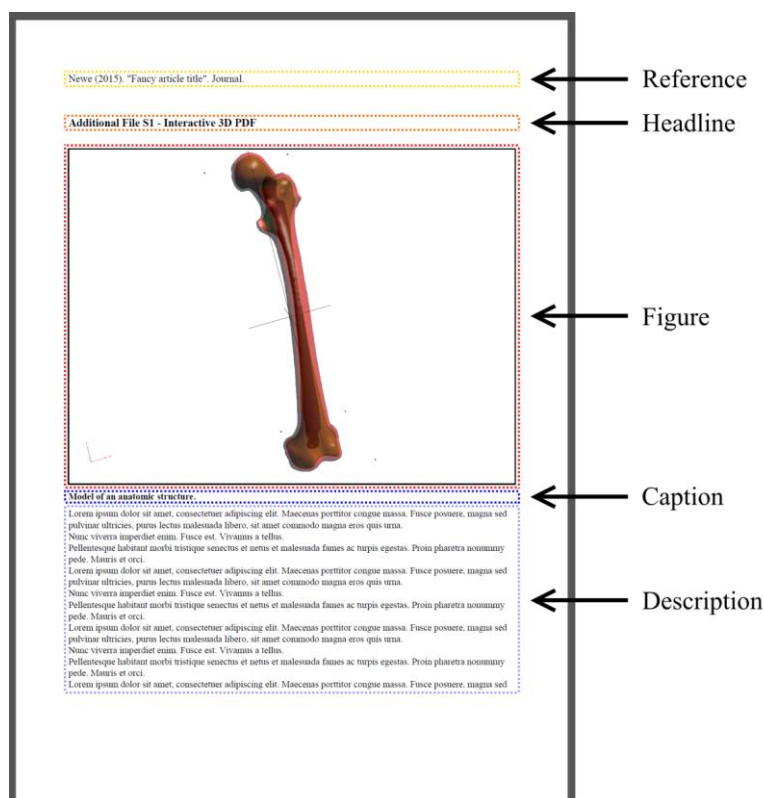 Newe (2015). "Fancy article title". Journal.
Reference
Additional File S1 - Interactive 3D PDF
Headline
Figure
Model of an anatomic structure.
Caption
Lorem ipsum dolor sit amet, consectetuer adipiscing elit. Maecenas porttitor congue massa. Fusce posuere, magna sed
pulvinar ultricies, purus lectus malesuada libero, sit amet commodo magna eros quis urna.
Nunc viverra imperdiet enim. Fusce est. Vivamus a tellus.
Pellentesque habitant morbi tristique senectus et netus et malesuada fames ac turpis egestas. Proin pharetra nonummy
pede. Mauris et orci.
Lorem ipsum dolor sit amet, consectetuer adipiscing elit. Maecenas porttitor congue massa. Fusce posuere, magna sed
pulvinar ultricies, purus lectus malesuada libero, sit amet commodo magna eros quis urna.
Nunc viverra imperdiet enim. Fusce est. Vivamus a tellus.
Pellentesque habitant morbi tristique senectus et netus et malesuada fames ac turpis egestas. Proin pharetra nonummy
pede. Mauris et orci.
Lorem ipsum dolor sit amet, consectetuer adipiscing elit. Maecenas porttitor congue massa. Fusce posuere, magna sed
pulvinar ultricies, purus lectus malesuada libero, sit amet commodo magna eros quis urna.
Nunc viverra imperdiet enim. Fusce est. Vivamus a tellus.
Pellentesque habitant morbi tristique senectus et netus et malesuada fames ac turpis egestas. Proin pharetra nonummy
pede. Mauris et orci.
Lorem ipsum dolor sit amet, consectetuer adipiscing elit. Maecenas porttitor congue massa. Fusce posuere, magna sed
Description